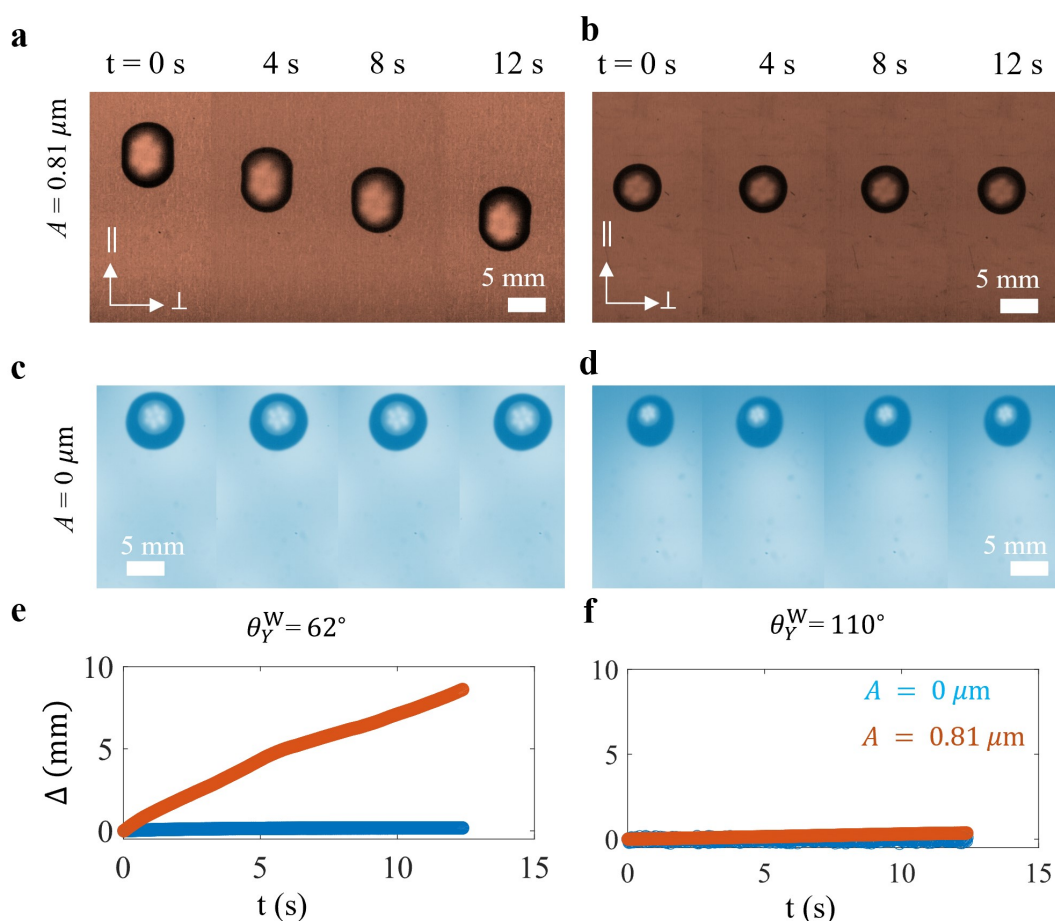 a
t = 0 s 4 s 8 s 12 s
A = 0.81 μm
||
⊥
5 mm
b
t = 0 s 4 s 8 s 12 s
||
⊥
5 mm
c
A = 0 μm
5 mm
d
5 mm
e
θ_Y^W = 62°
10
5
0
Δ (mm)
0 5 10 15
t (s)
f
θ_Y^W = 110°
A = 0 μm
A = 0.81 μm
10
5
0
0 5 10 15
t (s)